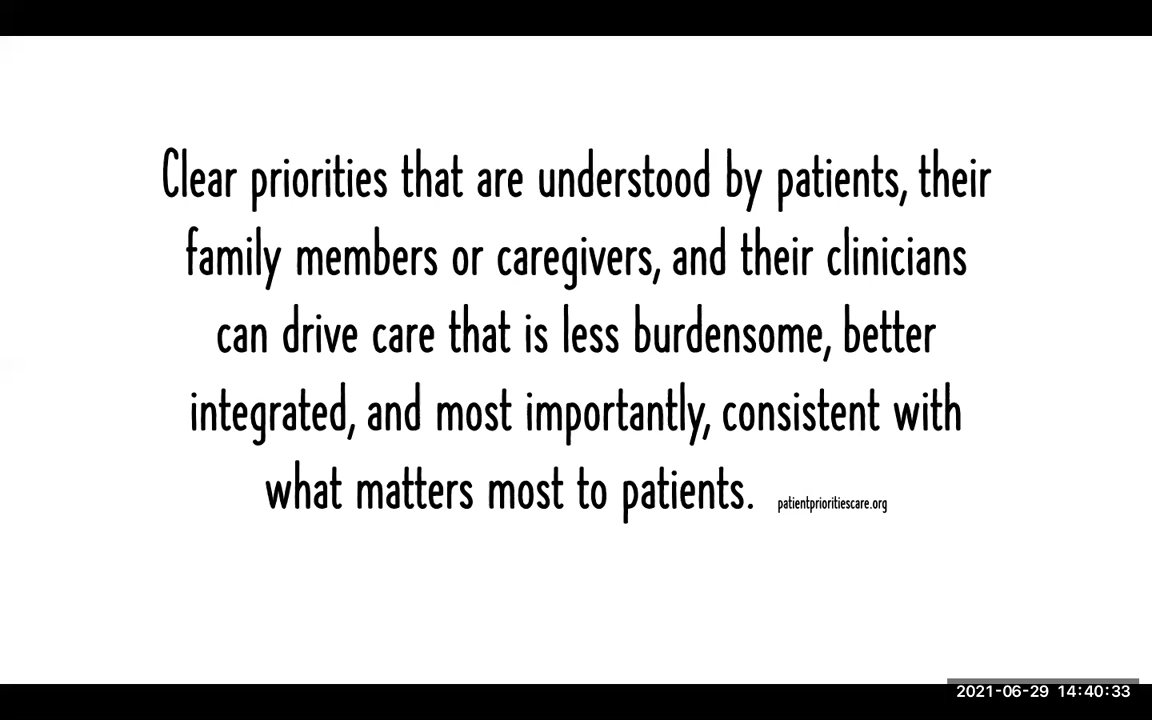 Clear priorities that are understood by patients, their
family members or caregivers, and their clinicians
can drive care that is less burdensome, better
integrated, and most importantly, consistent with
what matters most to patients. patientprioritiescare.org
2021-06-29 14:40:33